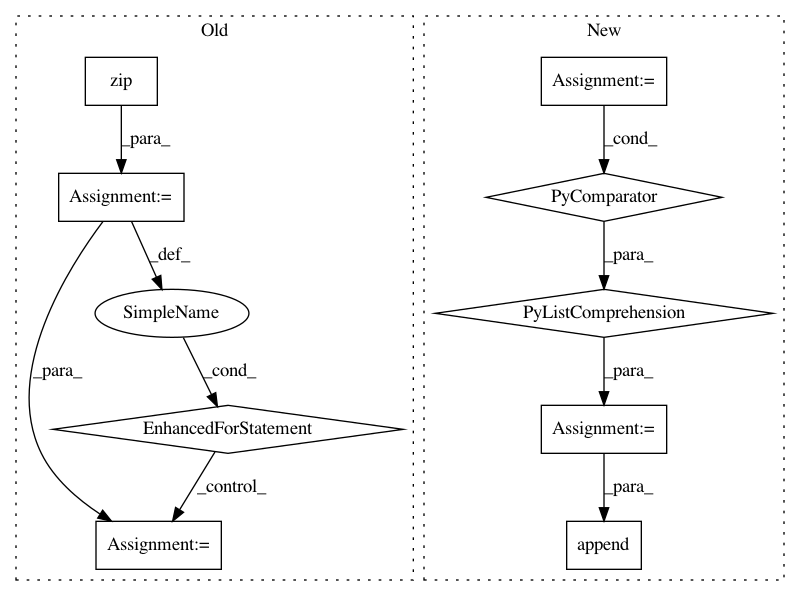 Old
zip
_para_
Assignment:=
_def_
SimpleName
_para_
_cond_
EnhancedForStatement
_control_
Assignment:=
New
Assignment:=
_cond_
PyComparator
_para_
PyListComprehension
_para_
Assignment:=
_para_
append